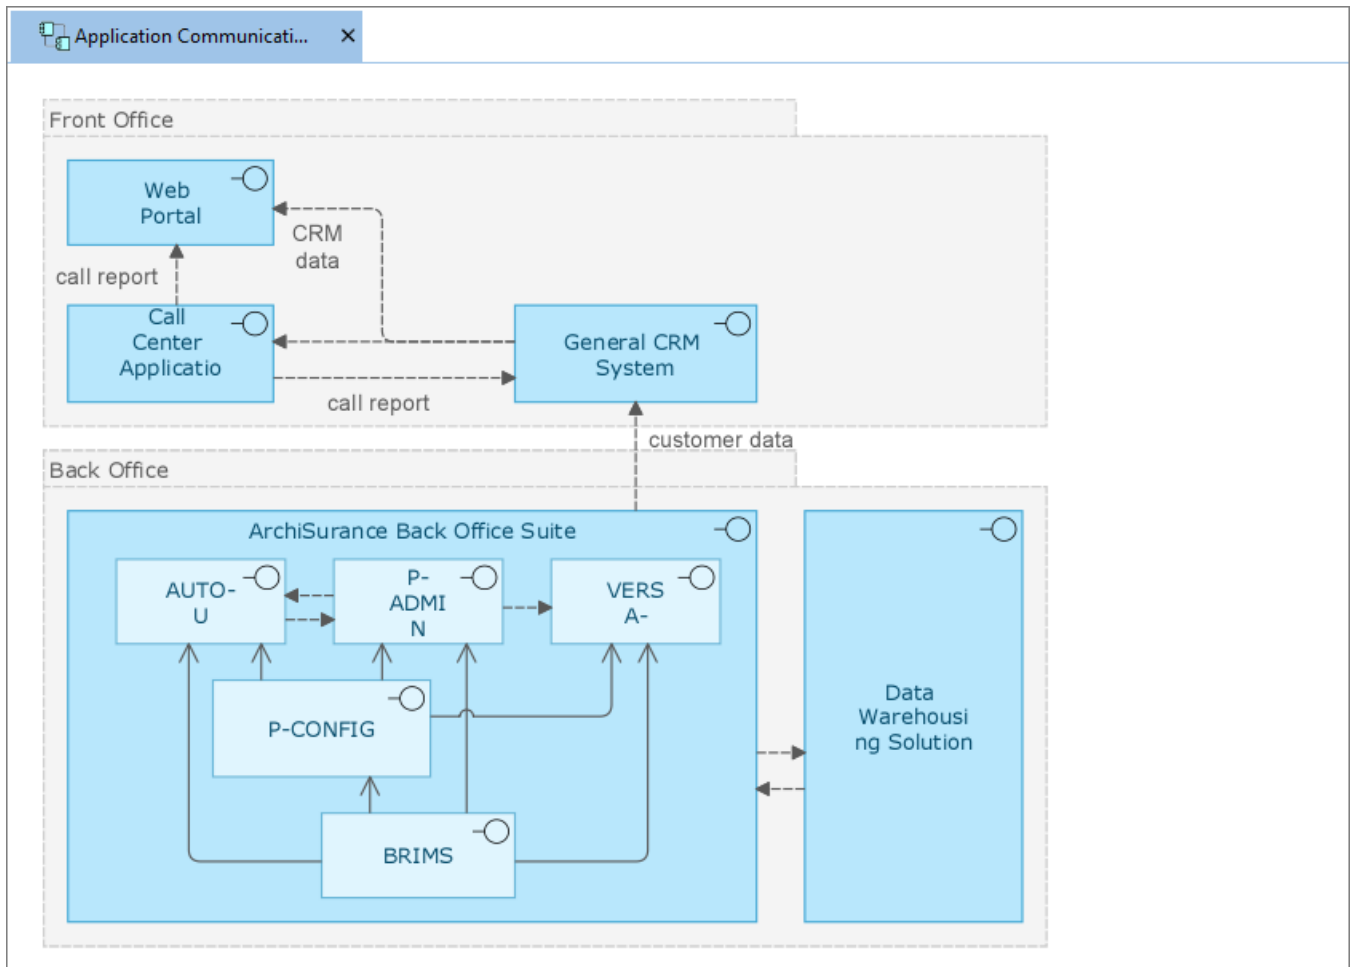 Application Communicati...
Front Office
Web
Portal
CRM
data
call report
Call
Center
Applicatio
General CRM
System
call report
customer data
Back Office
ArchiSurance Back Office Suite
AUTO-
U
P-
ADMI
N
VERS
A-
P-CONFIG
BRIMS
Data
Warehousi
ng Solution